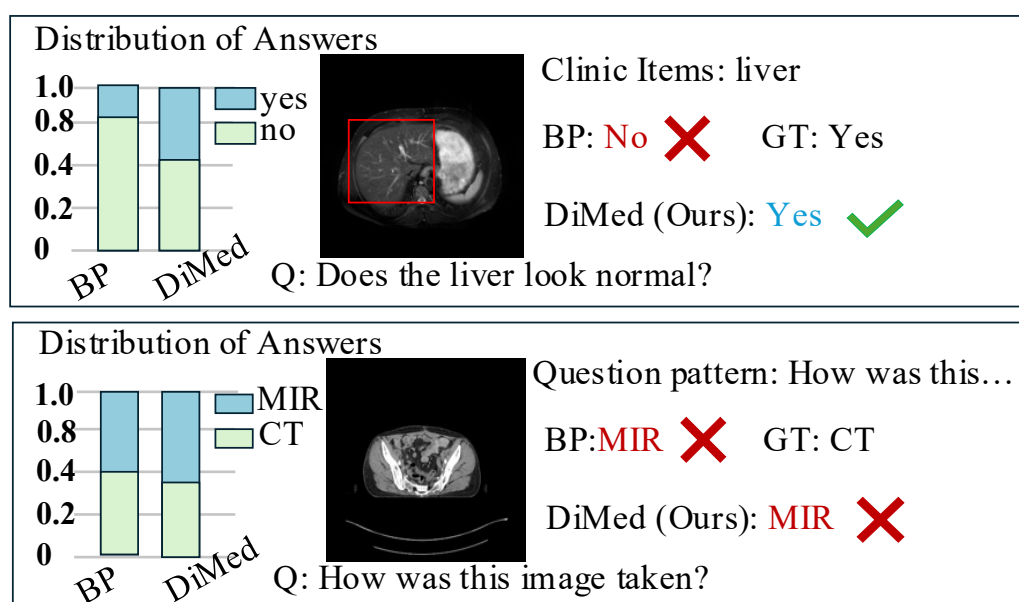 Distribution of Answers
1.0
0.8
0.4
0.2
0
yes
no
BP
DiMed
Clinic Items: liver
BP: No
GT: Yes
DiMed (Ours): Yes
Q: Does the liver look normal?
Distribution of Answers
1.0
0.8
0.4
0.2
0
MIR
CT
BP
DiMed
Question pattern: How was this…
BP:MIR
GT: CT
DiMed (Ours): MIR
Q: How was this image taken?